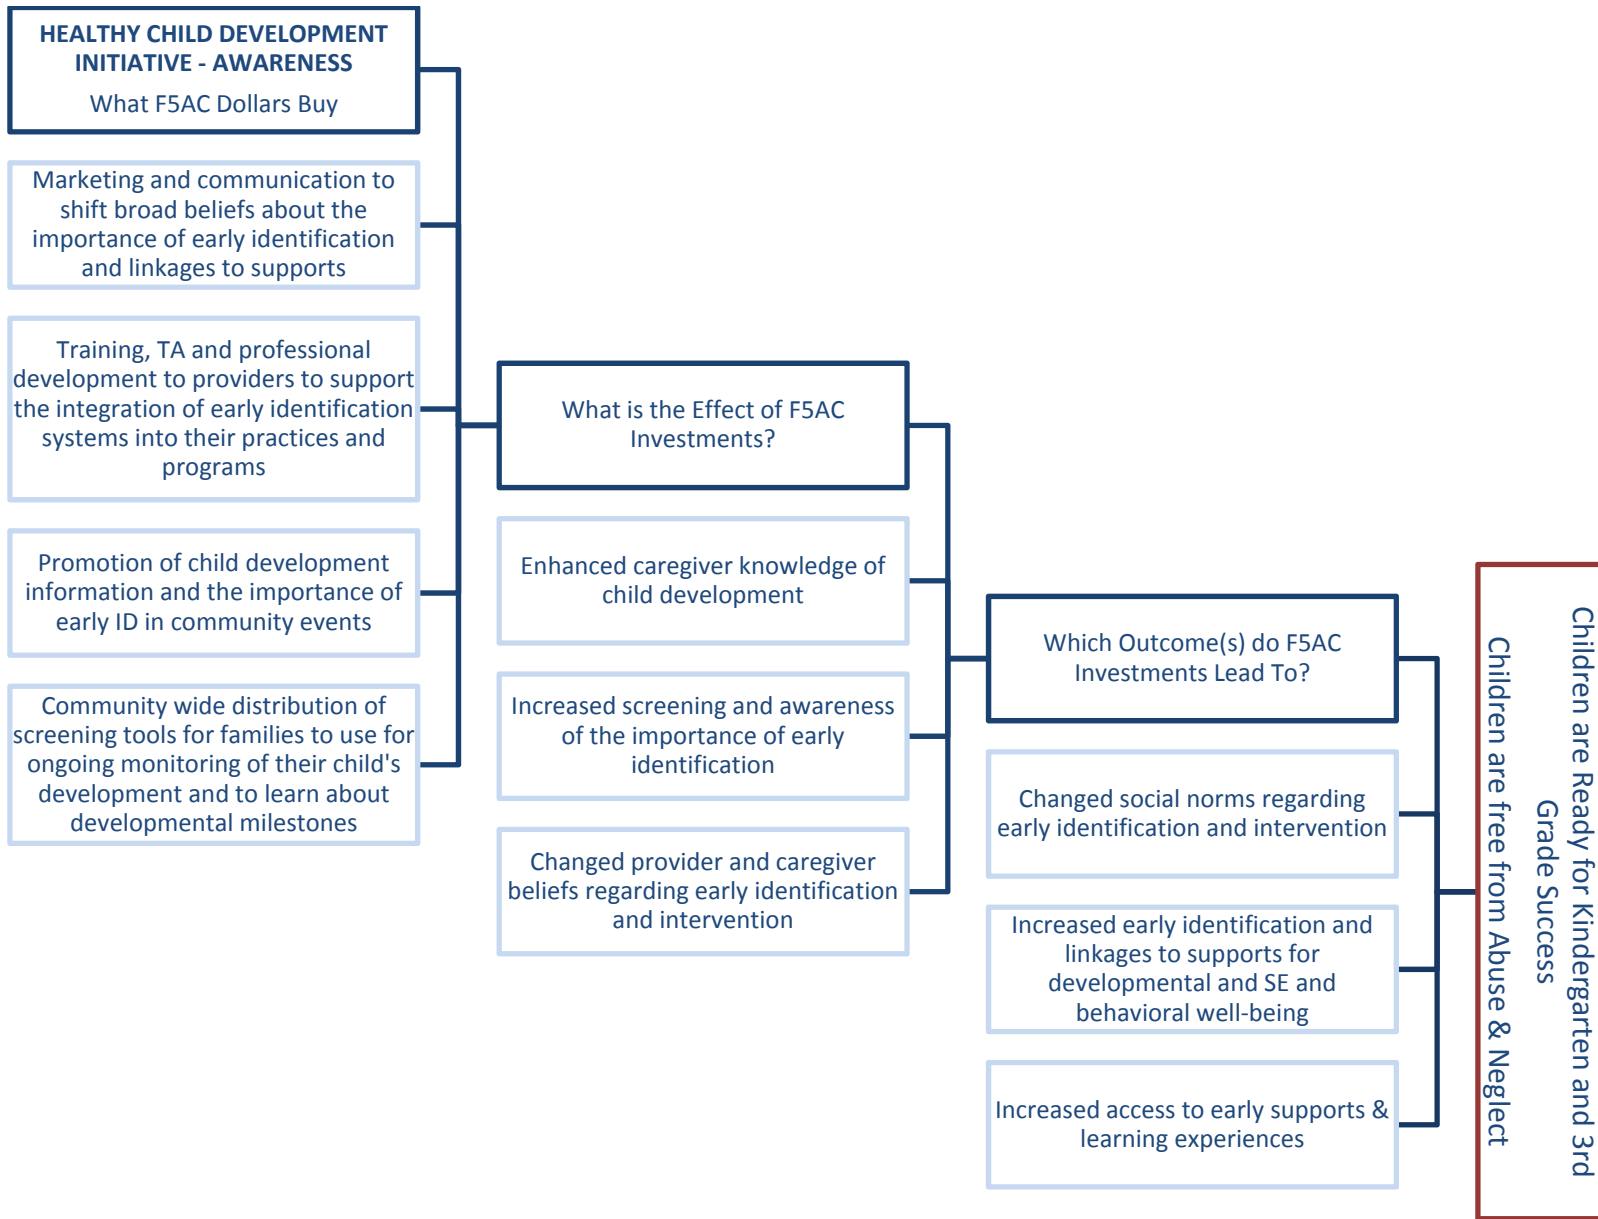 HEALTHY CHILD DEVELOPMENT
INITIATIVE - AWARENESS
What F5AC Dollars Buy
Marketing and communication to
shift broad beliefs about the
importance of early identification
and linkages to supports
Training, TA and professional
development to providers to support
the integration of early identification
systems into their practices and
programs
Promotion of child development
information and the importance of
early ID in community events
Community wide distribution of
screening tools for families to use for
ongoing monitoring of their child's
development and to learn about
developmental milestones
What is the Effect of F5AC
Investments?
Enhanced caregiver knowledge of
child development
Increased screening and awareness
of the importance of early
identification
Changed provider and caregiver
beliefs regarding early identification
and intervention
Which Outcome(s) do F5AC
Investments Lead To?
Changed social norms regarding
early identification and intervention
Increased early identification and
linkages to supports for
developmental and SE and
behavioral well-being
Increased access to early supports &
learning experiences
Children are Ready for Kindergarten and 3rd
Grade Success
Children are free from Abuse & Neglect